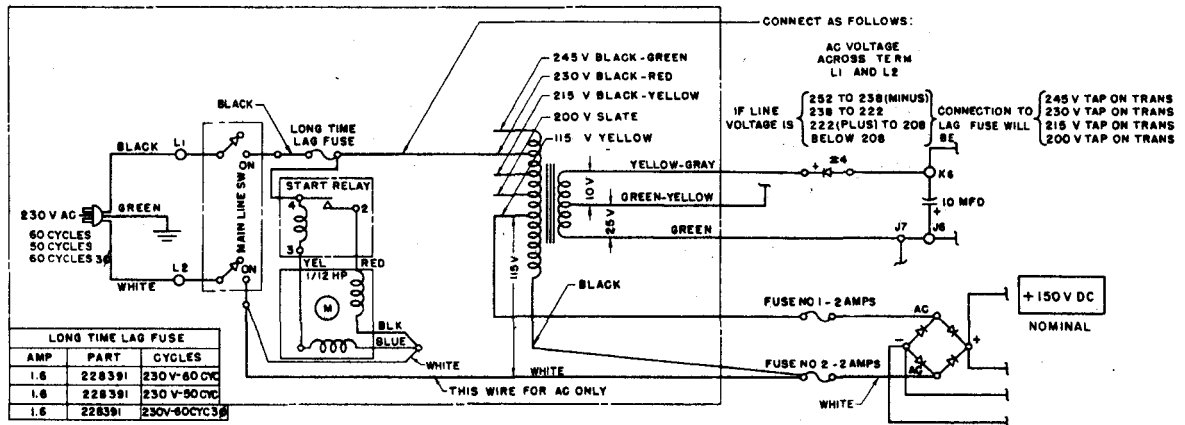 CONNECT AS FOLLOWS:
AC VOLTAGE
ACROSS TERM
L1 AND L2
245 V BLACK-GREEN
230 V BLACK-RED
215 V BLACK-YELLOW
200 V SLATE
115 V YELLOW
IF LINE
VOLTAGE IS
252 TO 238(MINUS)
238 TO 222
222(PLUS) TO 208
BELOW 208
CONNECTION TO
LAG FUSE WILL
BE
245 V TAP ON TRANS
230 V TAP ON TRANS
215 V TAP ON TRANS
200 V TAP ON TRANS
BLACK
LONG TIME
LAG FUSE
BLACK
L1
ON
MAIN LINE SW
START RELAY
4
2
3
YELLOW-GRAY
10V
GREEN-YELLOW
25V
GREEN
+
K6
10 MFD
+
J7
J6
230 V AC
GREEN
60 CYCLES
50 CYCLES
60 CYCLES 3Ø
L2
ON
WHITE
YEL
RED
1/12 HP
M
BLK
BLUE
WHITE
115V
BLACK
FUSE NO 1-2 AMPS
AC
-
+
AC
+150 V DC
NOMINAL
FUSE NO 2-2 AMPS
WHITE
WHITE
THIS WIRE FOR AC ONLY
LONG TIME LAG FUSE
AMP PART CYCLES
1.6 228391 230 V-60 CYC
1.6 228391 230 V-50 CYC
1.6 228391 230V-60CYC3Ø